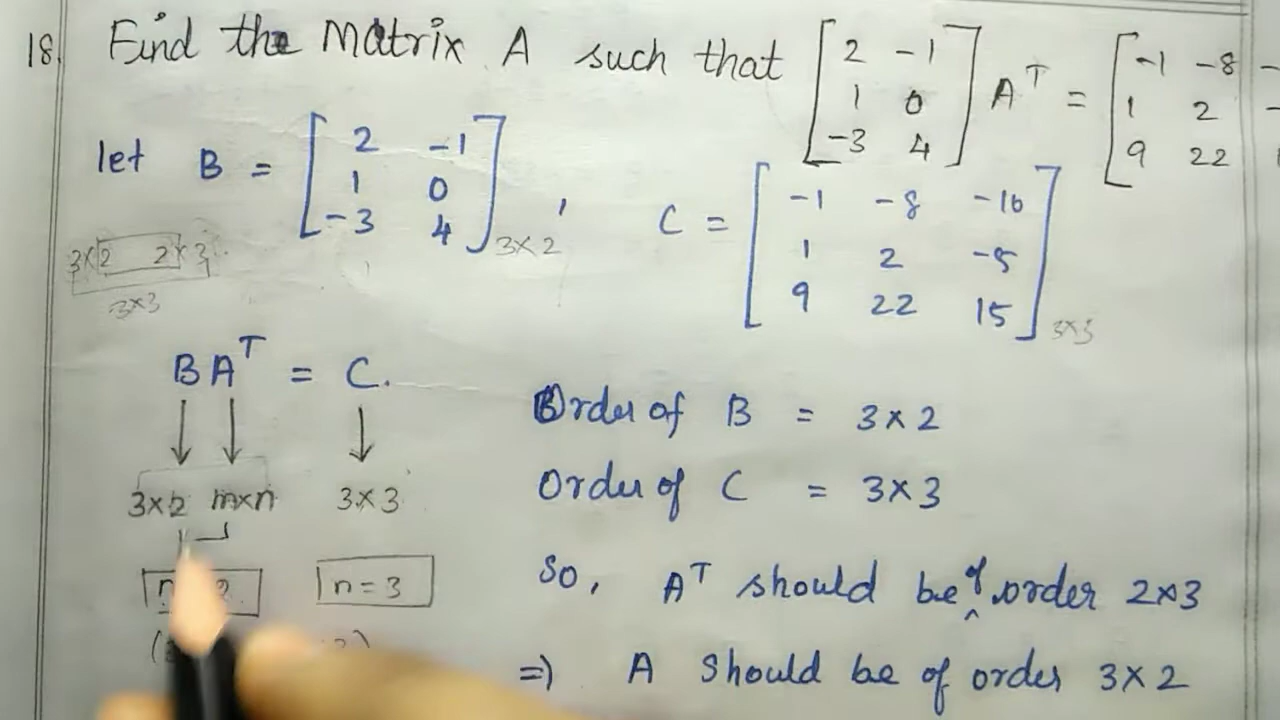 18. Find the Matrix A such that [2 -1; 1 0; -3 4] A^T = [-1 -8 -; 1 2 -; 9 22 1
let B = [2 -1; 1 0; -3 4] 3×2 , C = [-1 -8 -10; 1 2 -5; 9 22 15] 3×3
3×2 2×3
3×3
BA^T = C.
3×2 m×n 3×3
n = 3
Order of B = 3×2
Order of C = 3×3
So, A^T should be of order 2×3
⇒) A should be of order 3×2